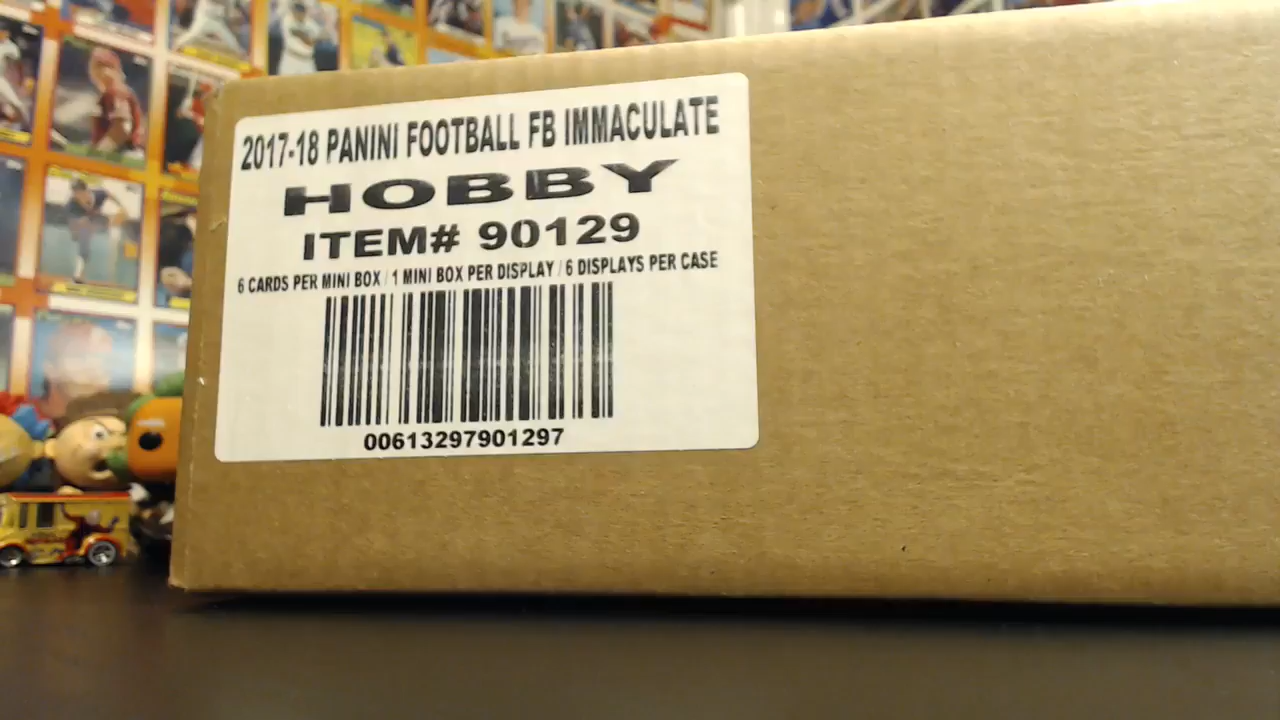 2017-18 PANINI FOOTBALL FB IMMACULATE
HOBBY
ITEM# 90129
6 CARDS PER MINI BOX / 1 MINI BOX PER DISPLAY / 6 DISPLAYS PER CASE
00613297901297